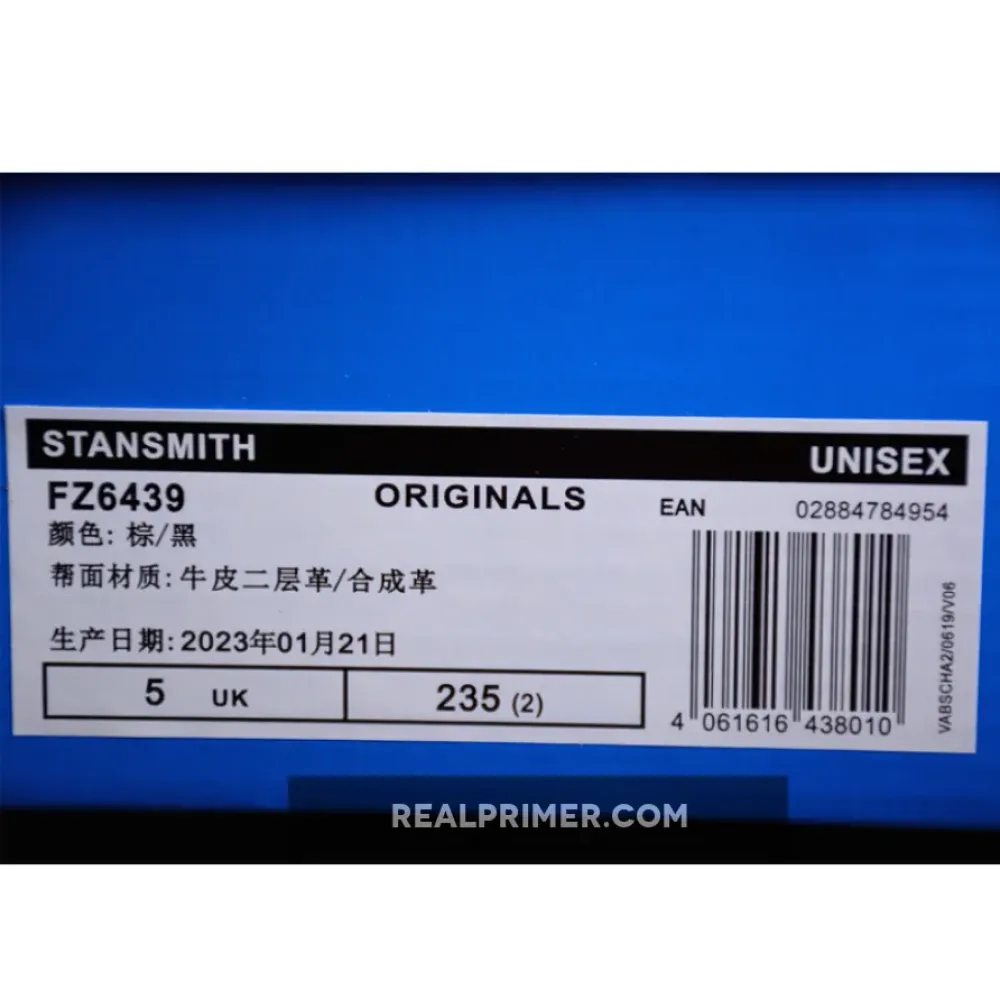 STANSMITH
UNISEX
FZ6439
ORIGINALS
EAN
02884784954
颜色: 棕/黑
帮面材质: 牛皮二层革/合成革
生产日期: 2023年01月21日
5 UK
235 (2)
4 061616 438010
VABSCHA2/0619/V06
REALPRIMER.COM